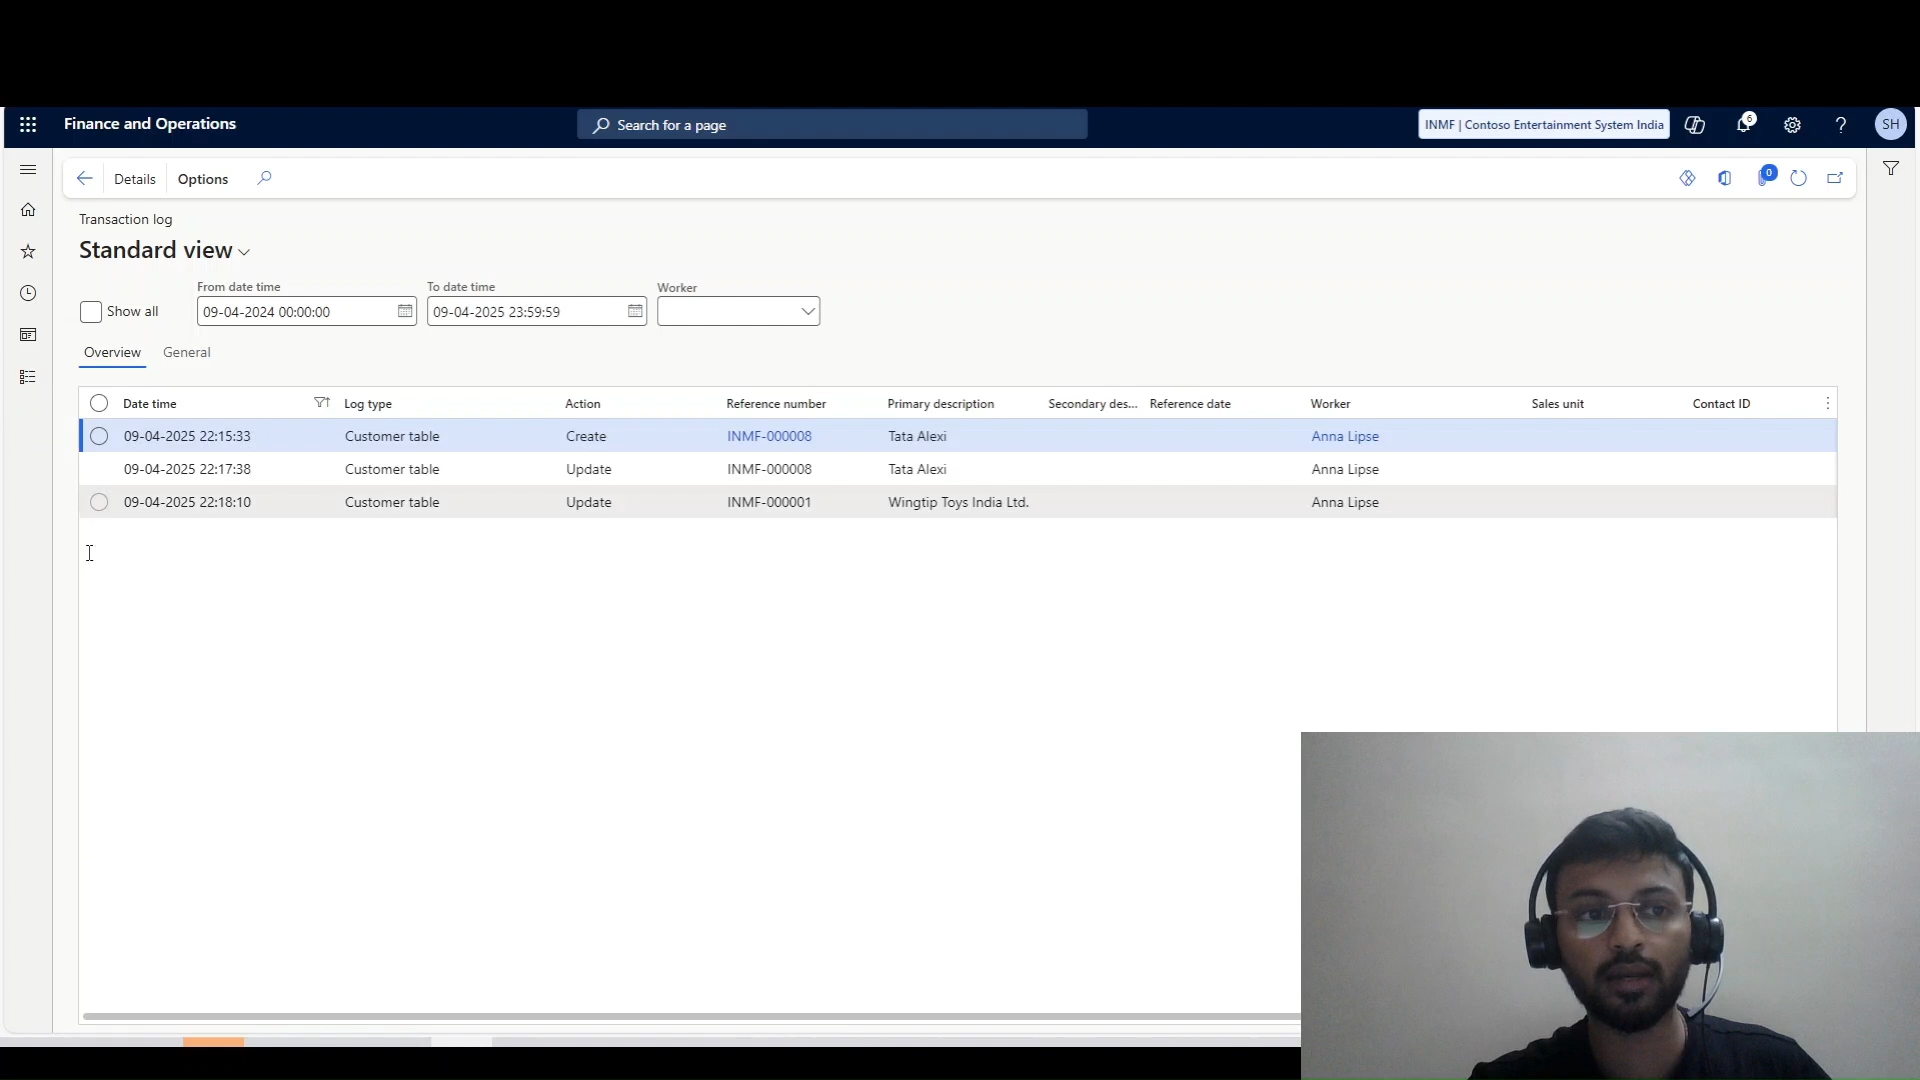 Finance and Operations
Search for a page
INMF | Contoso Entertainment System India
6
?
SH
Details
Options
0
Transaction log
Standard view
Show all
From date time
09-04-2024 00:00:00
To date time
09-04-2025 23:59:59
Worker
Overview
General
Date time Log type Action Reference number Primary description Secondary des... Reference date Worker Sales unit Contact ID
09-04-2025 22:15:33 Customer table Create INMF-000008 Tata Alexi Anna Lipse
09-04-2025 22:17:38 Customer table Update INMF-000008 Tata Alexi Anna Lipse
09-04-2025 22:18:10 Customer table Update INMF-000001 Wingtip Toys India Ltd. Anna Lipse